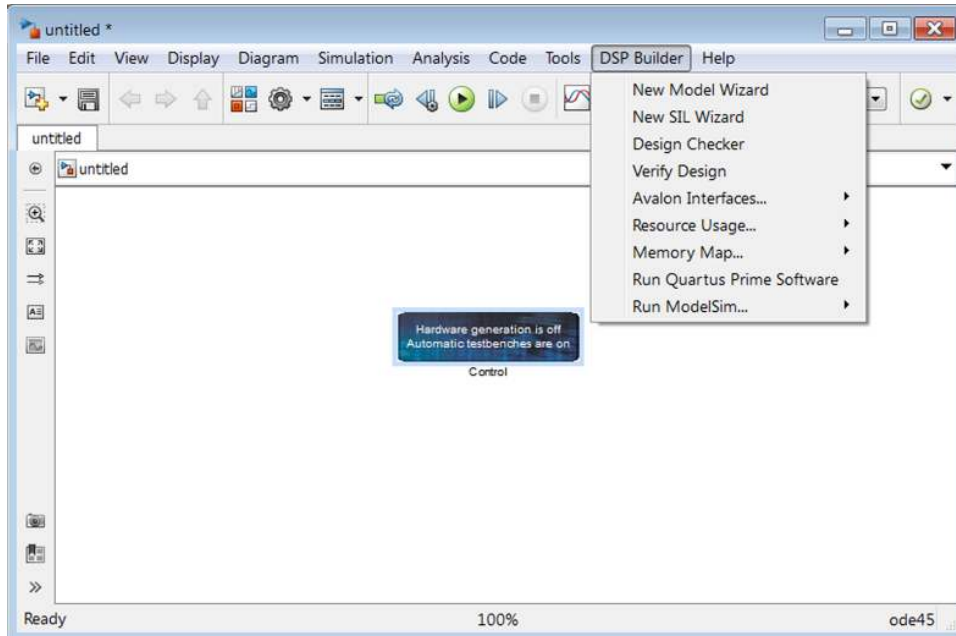 untitled *
File Edit View Display Diagram Simulation Analysis Code Tools DSP Builder Help
New Model Wizard
New SIL Wizard
Design Checker
Verify Design
Avalon Interfaces...
Resource Usage...
Memory Map...
Run Quartus Prime Software
Run ModelSim...
untitled
untitled
Hardware generation is off
Automatic testbenches are on
Control
Ready 100% ode45